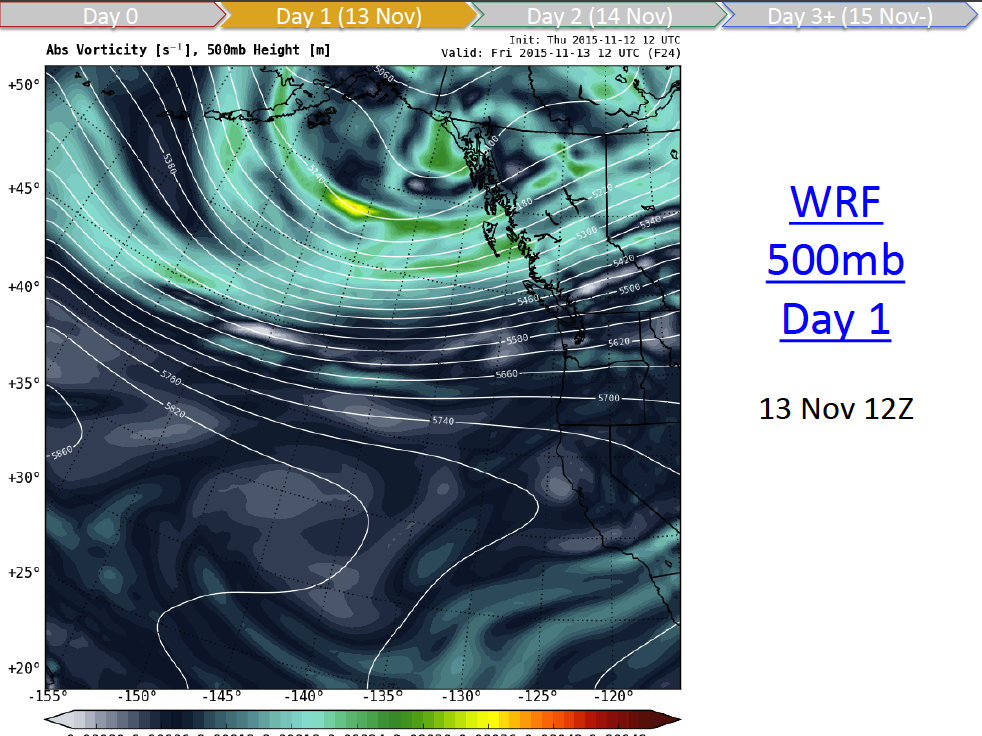 Day 0
Day 1 (13 Nov)
Day 2 (14 Nov)
Day 3+ (15 Nov-)
Init: Thu 2015-11-12 12 UTC
Abs Vorticity [s⁻¹], 500mb Height [m]
Valid: Fri 2015-11-13 12 UTC (F24)
WRF
500mb
Day 1
13 Nov 12Z
+50°
+45°
+40°
+35°
+30°
+25°
+20°
5060
5380
5340
5420
5300
5460
5500
5580
5620
5660
5700
5740
5780
5820
5860
-155°
-150°
-145°
-140°
-135°
-130°
-125°
-120°